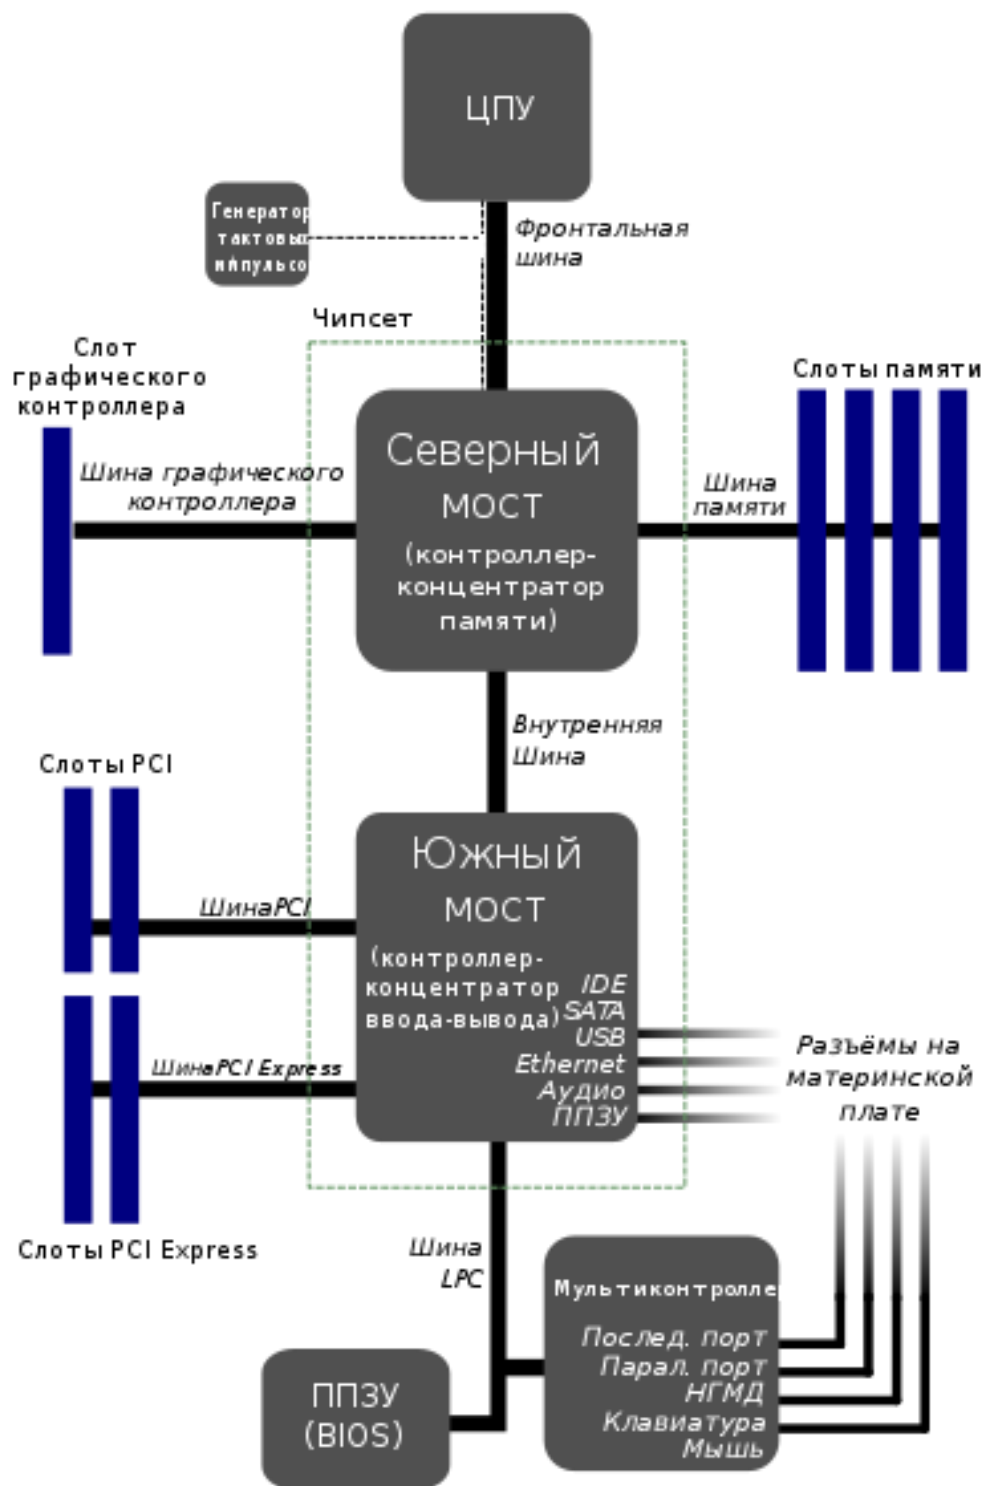 ЦПУ
Генератор
тактовых
импульсо
Фронтальная
шина
Чипсет
Слот
графического
контроллера
Слоты памяти
Шина графического
контроллера
Северный
мост
(контроллер-
концентратор
памяти)
Шина
памяти
Внутренняя
Шина
Слоты PCI
Южный
мост
(контроллер-
концентратор
ввода-вывода)
IDE
SATA
USB
Ethernet
Аудио
ППЗУ
ШинаPCI
ШинаPCI Express
Разъёмы на
материнской
плате
Слоты PCI Express
Шина
LPC
Мультиконтролле
Послед. порт
Парал. порт
НГМД
Клавиатура
Мышь
ППЗУ
(BIOS)